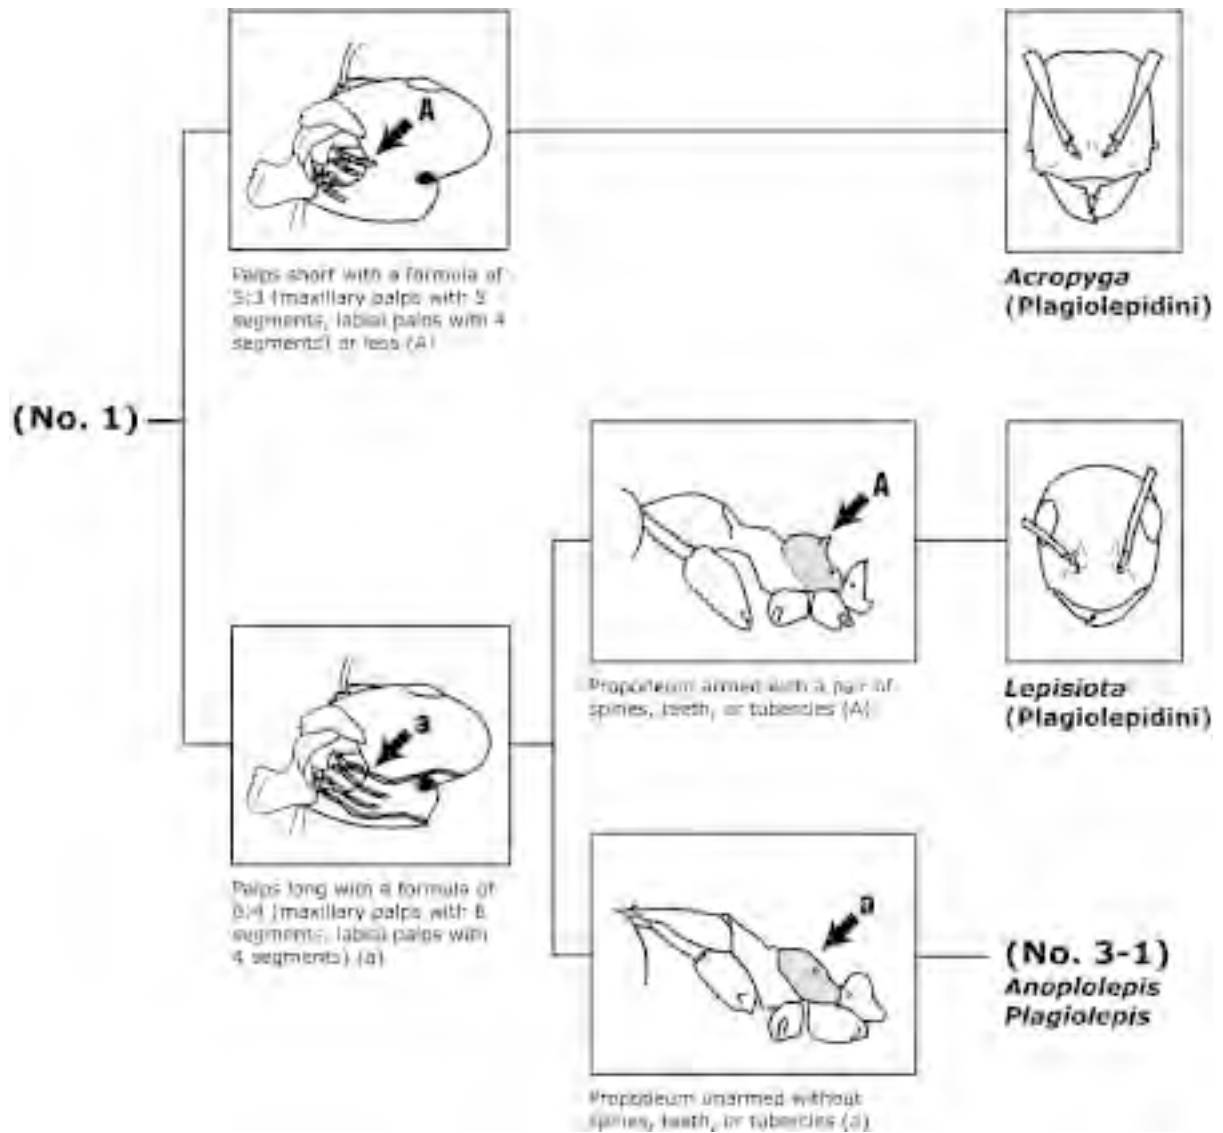 A
Palps short with a formula of
5:3 (maxillary palps with 5
segments, labial palps with 4
segments) or less (A)
Acropyga
(Plagiolepidini)
(No. 1)
A
Propodeum armed with a pair of
spines, teeth, or tubercles (A)
Lepisiota
(Plagiolepidini)
a
Palps long with a formula of
6:4 (maxillary palps with 6
segments, labial palps with
4 segments) (a)
a
Propodeum unarmed without
spines, teeth, or tubercles (a)
(No. 3-1)
Anoplolepis
Plagiolepis